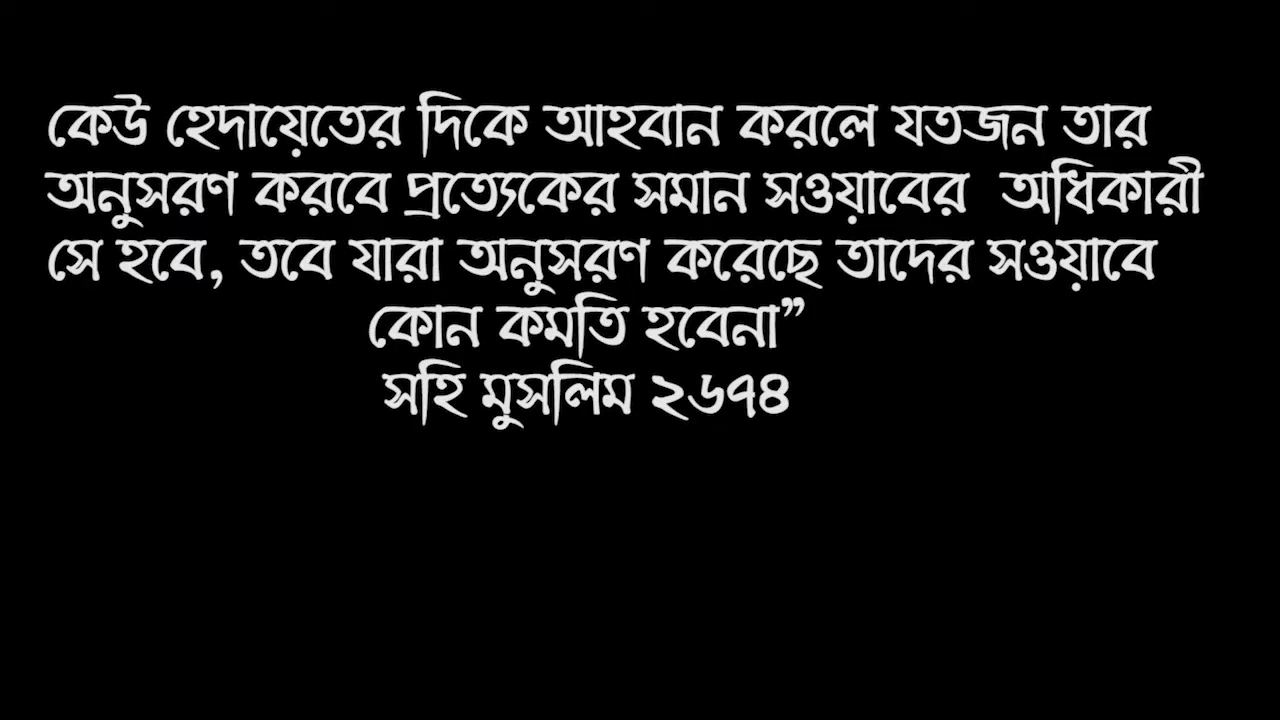 কেউ হেদায়েতের দিকে আহবান করলে যতজন তার
অনুসরণ করবে প্রত্যেকের সমান সওয়াবের অধিকারী
সে হবে, তবে যারা অনুসরণ করেছে তাদের সওয়াবে
কোন কমতি হবেনা”
সহি মুসলিম ২৬৭৪